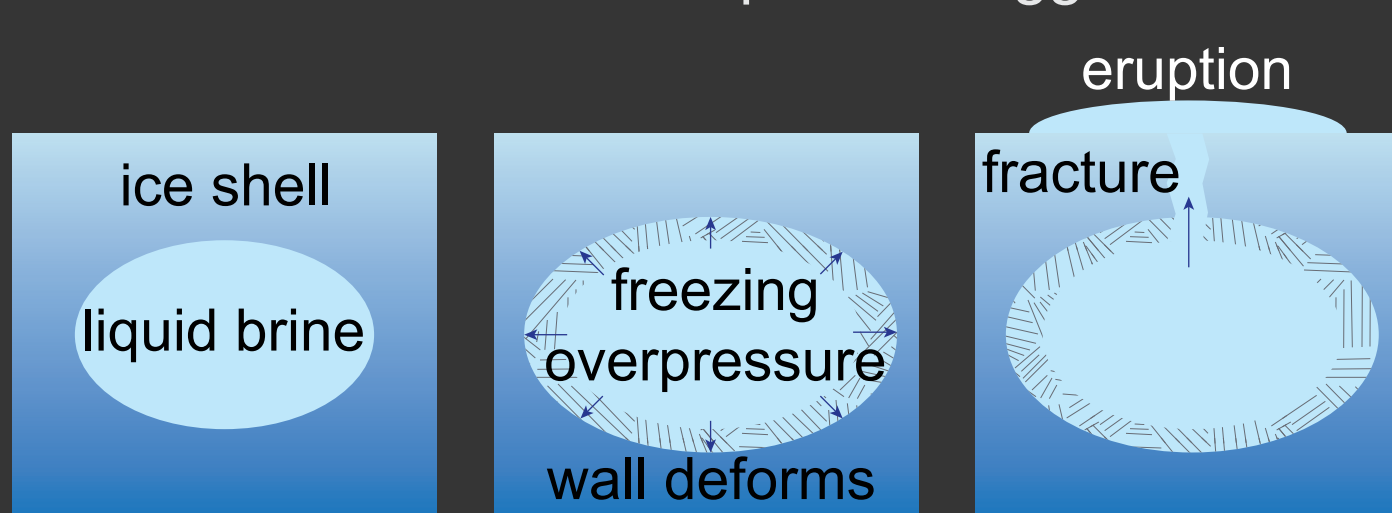 eruption
ice shell
fracture
liquid brine
freezing
overpressure
wall deforms